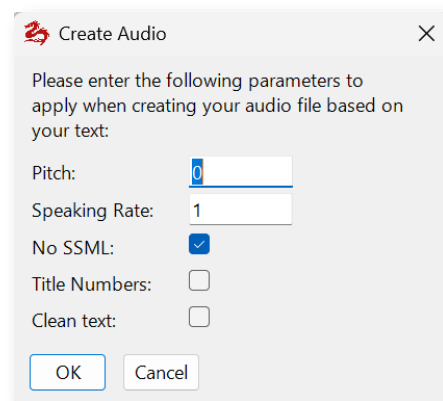 Create Audio
Please enter the following parameters to
apply when creating your audio file based on
your text:
Pitch: 0
Speaking Rate: 1
No SSML:
Title Numbers:
Clean text:
OK Cancel